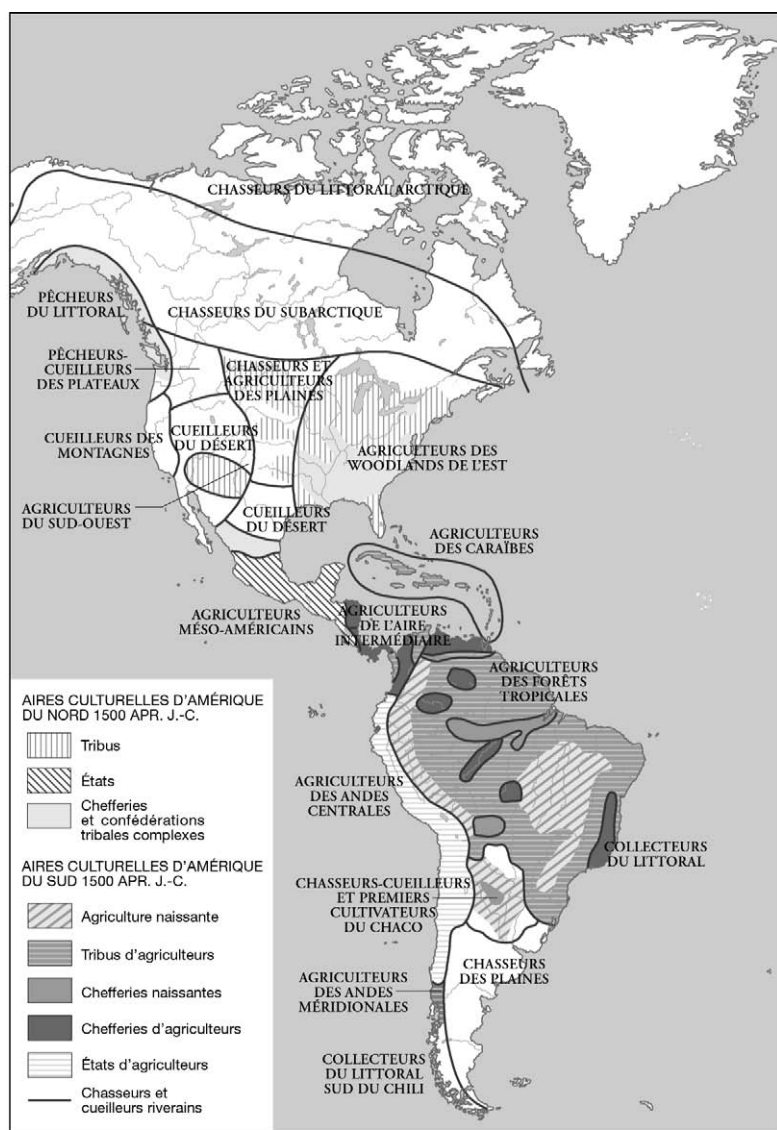 CHASSEURS DU LITTORAL ARCTIQUE
PÊCHEURS
DU LITTORAL
CHASSEURS DU SUBARCTIQUE
PÊCHEURS-
CUEILLEURS
DES PLATEAUX
CHASSEURS ET
AGRICULTEURS
DES PLAINES
CUEILLEURS DES
MONTAGNES
CUEILLEURS
DU DÉSERT
AGRICULTEURS DES
WOODLANDS DE L'EST
AGRICULTEURS
DU SUD-OUEST
CUEILLEURS
DU DÉSERT
AGRICULTEURS
DES CARAÏBES
AGRICULTEURS
MÉSO-AMÉRICAINS
AGRICULTEURS
DE L'AIRE
INTERMÉDIAIRE
AGRICULTEURS
DES FORÊTS
TROPICALES
AGRICULTEURS
DES ANDES
CENTRALES
COLLECTEURS
DU LITTORAL
CHASSEURS-CUEILLEURS
ET PREMIERS
CULTIVATEURS
DU CHACO
CHASSEURS
DES PLAINES
AGRICULTEURS
DES ANDES
MÉRIDIONALES
COLLECTEURS
DU LITTORAL
SUD DU CHILI
AIRES CULTURELLES D'AMÉRIQUE
DU NORD 1500 APR. J.-C.
Tribus
États
Chefferies
et confédérations
tribales complexes
AIRES CULTURELLES D'AMÉRIQUE
DU SUD 1500 APR. J.-C.
Agriculture naissante
Tribus d'agriculteurs
Chefferies naissantes
Chefferies d'agriculteurs
États d'agriculteurs
Chasseurs et
cueilleurs riverains